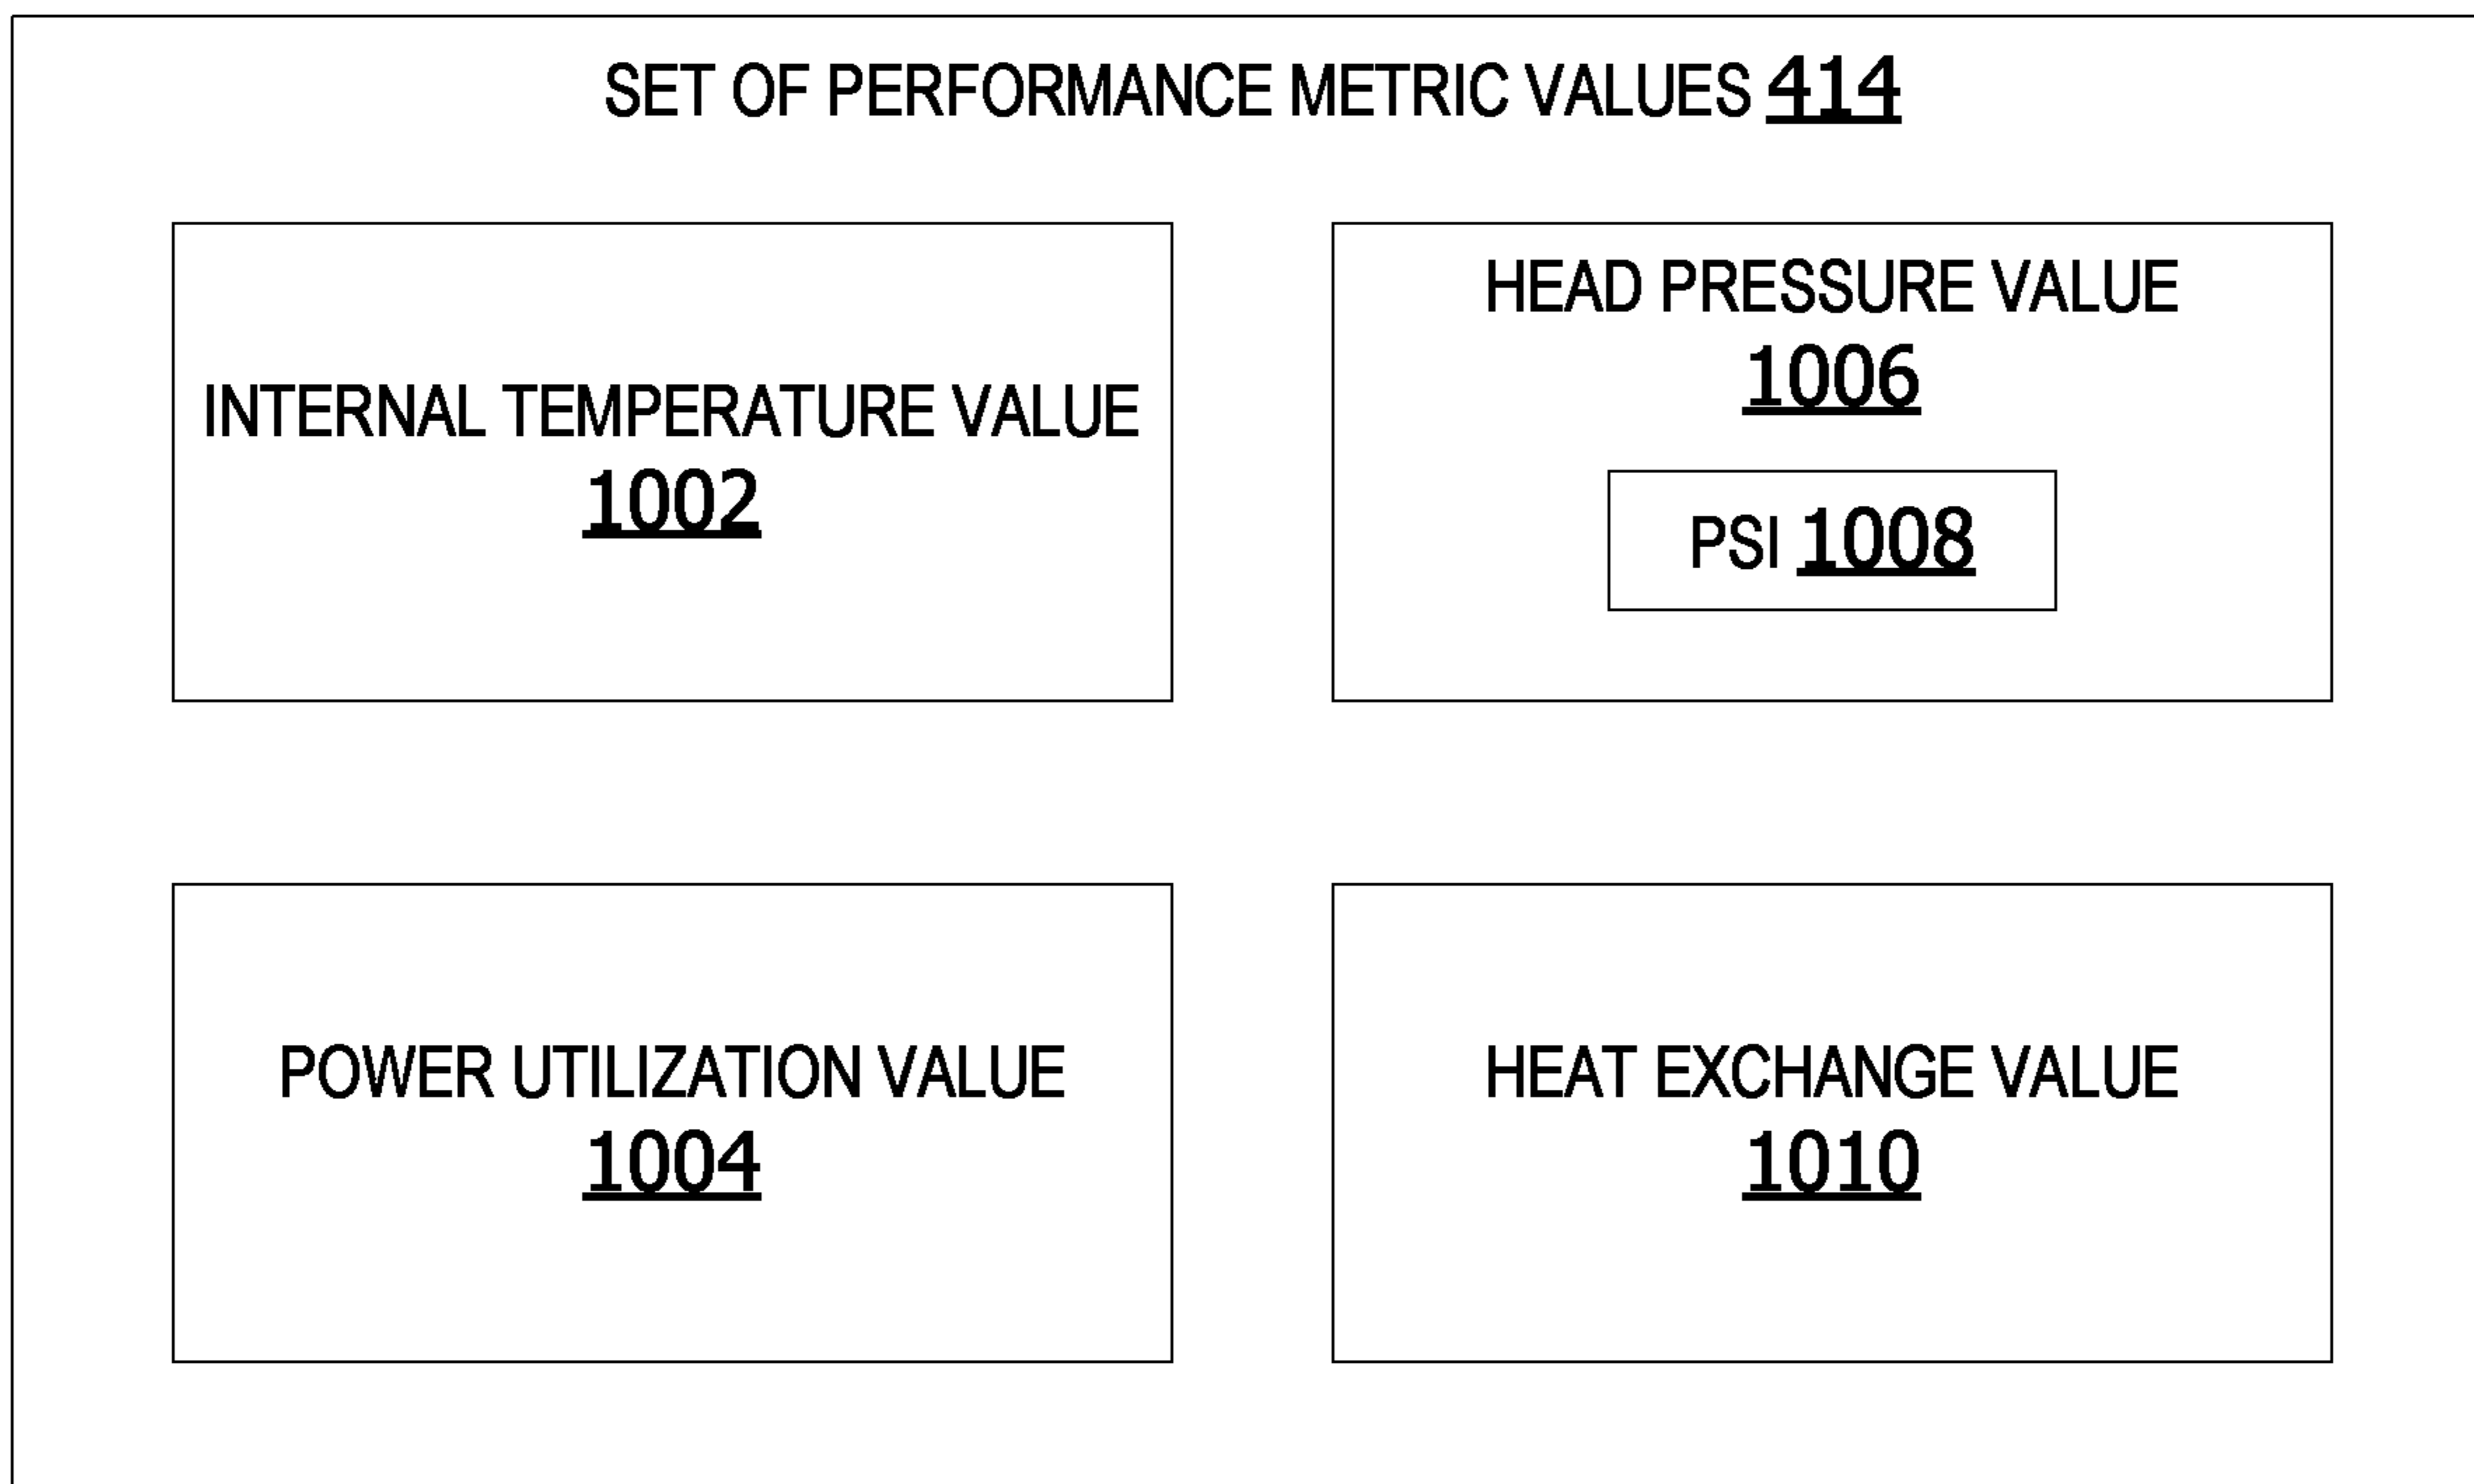 SET OF PERFORMANCE METRIC VALUES 414
INTERNAL TEMPERATURE VALUE
1002
HEAD PRESSURE VALUE
1006
PSI 1008
POWER UTILIZATION VALUE
1004
HEAT EXCHANGE VALUE
1010